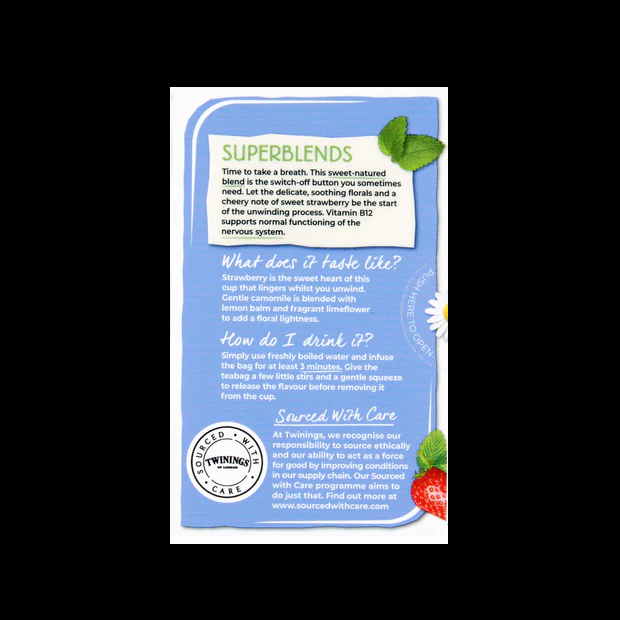 SUPERBLENDS
Time to take a breath. This sweet-natured
blend is the switch-off button you sometimes
need. Let the delicate, soothing florals and a
cheery note of sweet strawberry be the start
of the unwinding process. Vitamin B12
supports normal functioning of the
nervous system.
What does it taste like?
Strawberry is the sweet heart of this
cup that lingers whilst you unwind.
Gentle camomile is blended with
lemon balm and fragrant limeflower
to add a floral lightness.
PUSH HERE TO OPEN
How do I drink it?
Simply use freshly boiled water and infuse
the bag for at least 3 minutes. Give the
teabag a few little stirs and a gentle squeeze
to release the flavour before removing it
from the cup.
Sourced With Care
At Twinings, we recognise our
responsibility to source ethically
and our ability to act as a force
for good by improving conditions
in our supply chain. Our Sourced
with Care programme aims to
do just that. Find out more at
www.sourcedwithcare.com
SOURCED • WITH • CARE •
TWININGS
OF LONDON